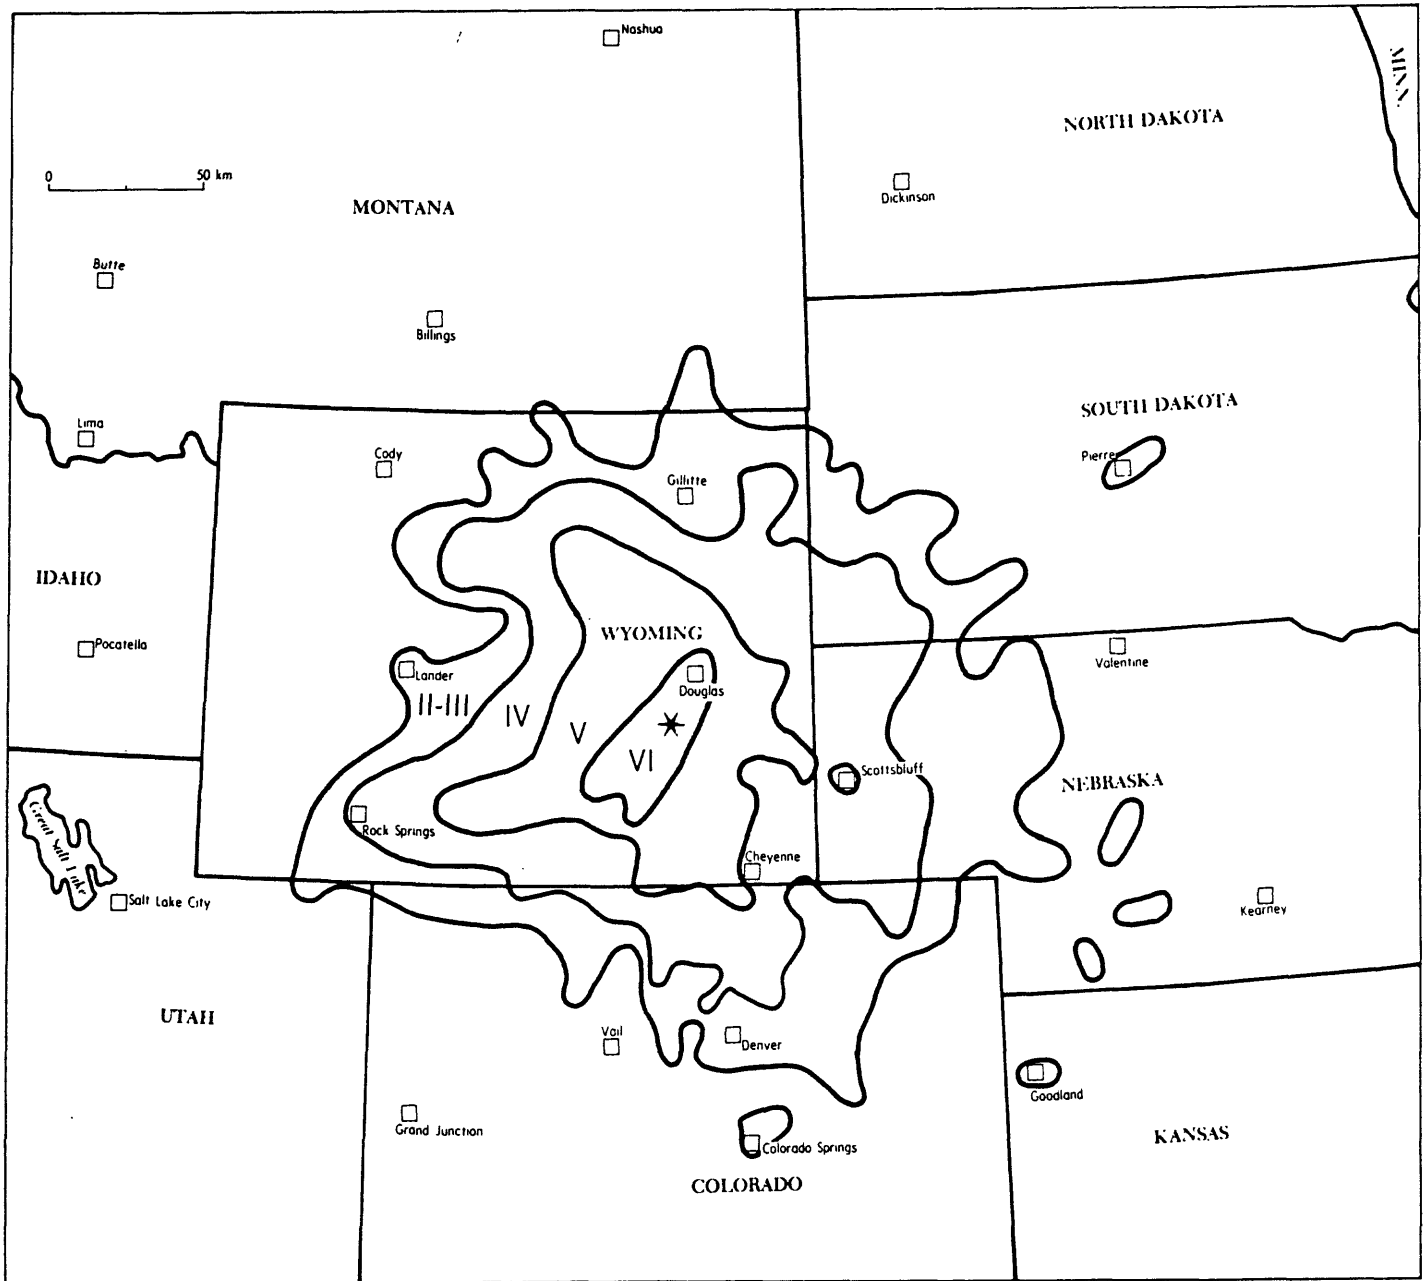 Nashua
MINN.
NORTH DAKOTA
0 50 km
Dickinson
MONTANA
Butte
Billings
SOUTH DAKOTA
Lima
Cody
Pierre
Gillitte
IDAHO
WYOMING
Pocatella
Valentine
Lander
Douglas
II-III
IV
V
VI
Scottsbluff
NEBRASKA
Great Salt Lake
Rock Springs
Cheyenne
Salt Lake City
Kearney
UTAH
Vail
Denver
Goodland
Grand Junction
KANSAS
Colorado Springs
COLORADO